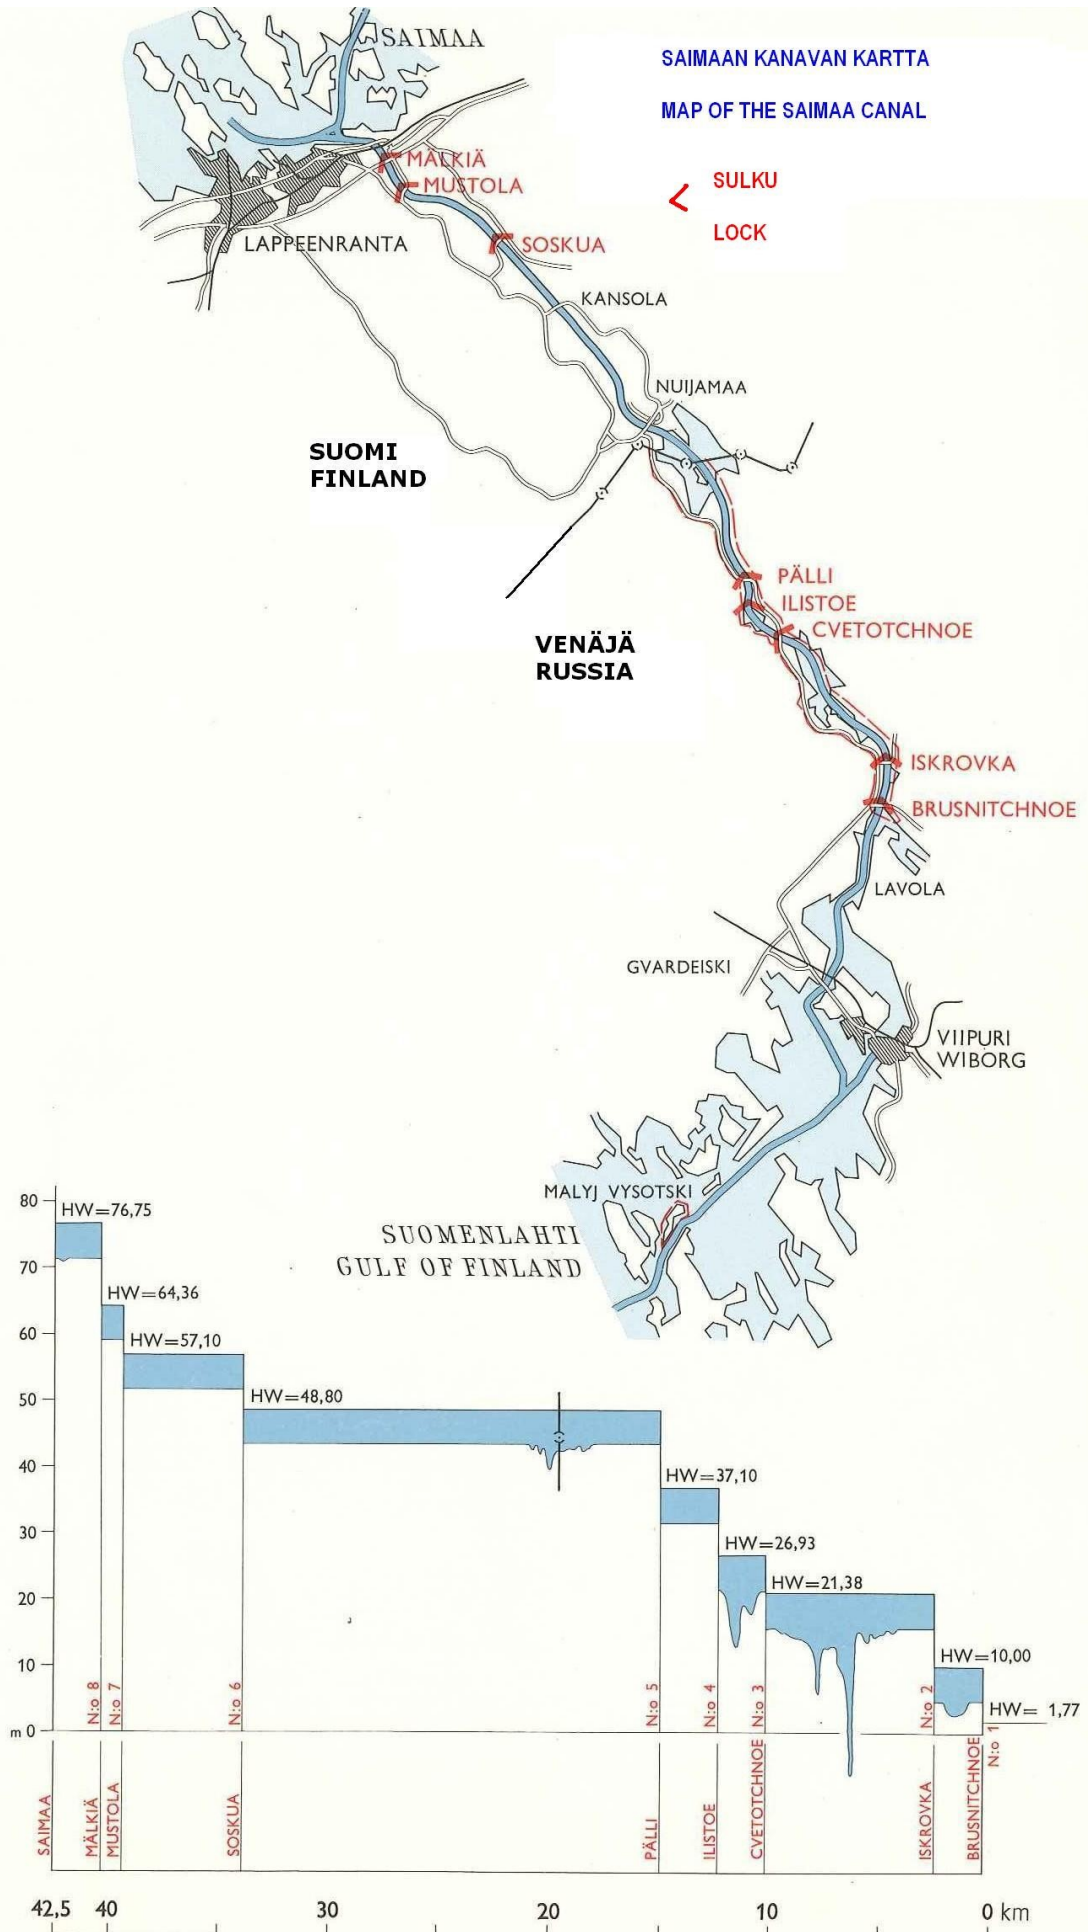 SAIMAA
SAIMAAN KANAVAN KARTTA
MAP OF THE SAIMAA CANAL
SULKU
LOCK
MÄLKIÄ
MUSTOLA
LAPPEENRANTA
SOSKUA
KANSOLA
NUIJAMAA
SUOMI
FINLAND
PÄLLI
ILISTOE
CVETOTCHNOE
VENÄJÄ
RUSSIA
ISKROVKA
BRUSNITCHNOE
LAVOLA
GVARDEISKI
VIIPURI
WIBORG
MALYJ VYSOTSKI
SUOMENLAHTI
GULF OF FINLAND
80
70
60
50
40
30
20
10
m 0
HW=76,75
HW=64,36
HW=57,10
HW=48,80
HW=37,10
HW=26,93
HW=21,38
HW=10,00
HW= 1,77
N:o 8
N:o 7
N:o 6
N:o 5
N:o 4
N:o 3
N:o 2
N:o 1
SAIMAA
MÄLKIÄ
MUSTOLA
SOSKUA
PÄLLI
ILISTOE
CVETOTCHNOE
ISKROVKA
BRUSNITCHNOE
42,5 40 30 20 10 0 km